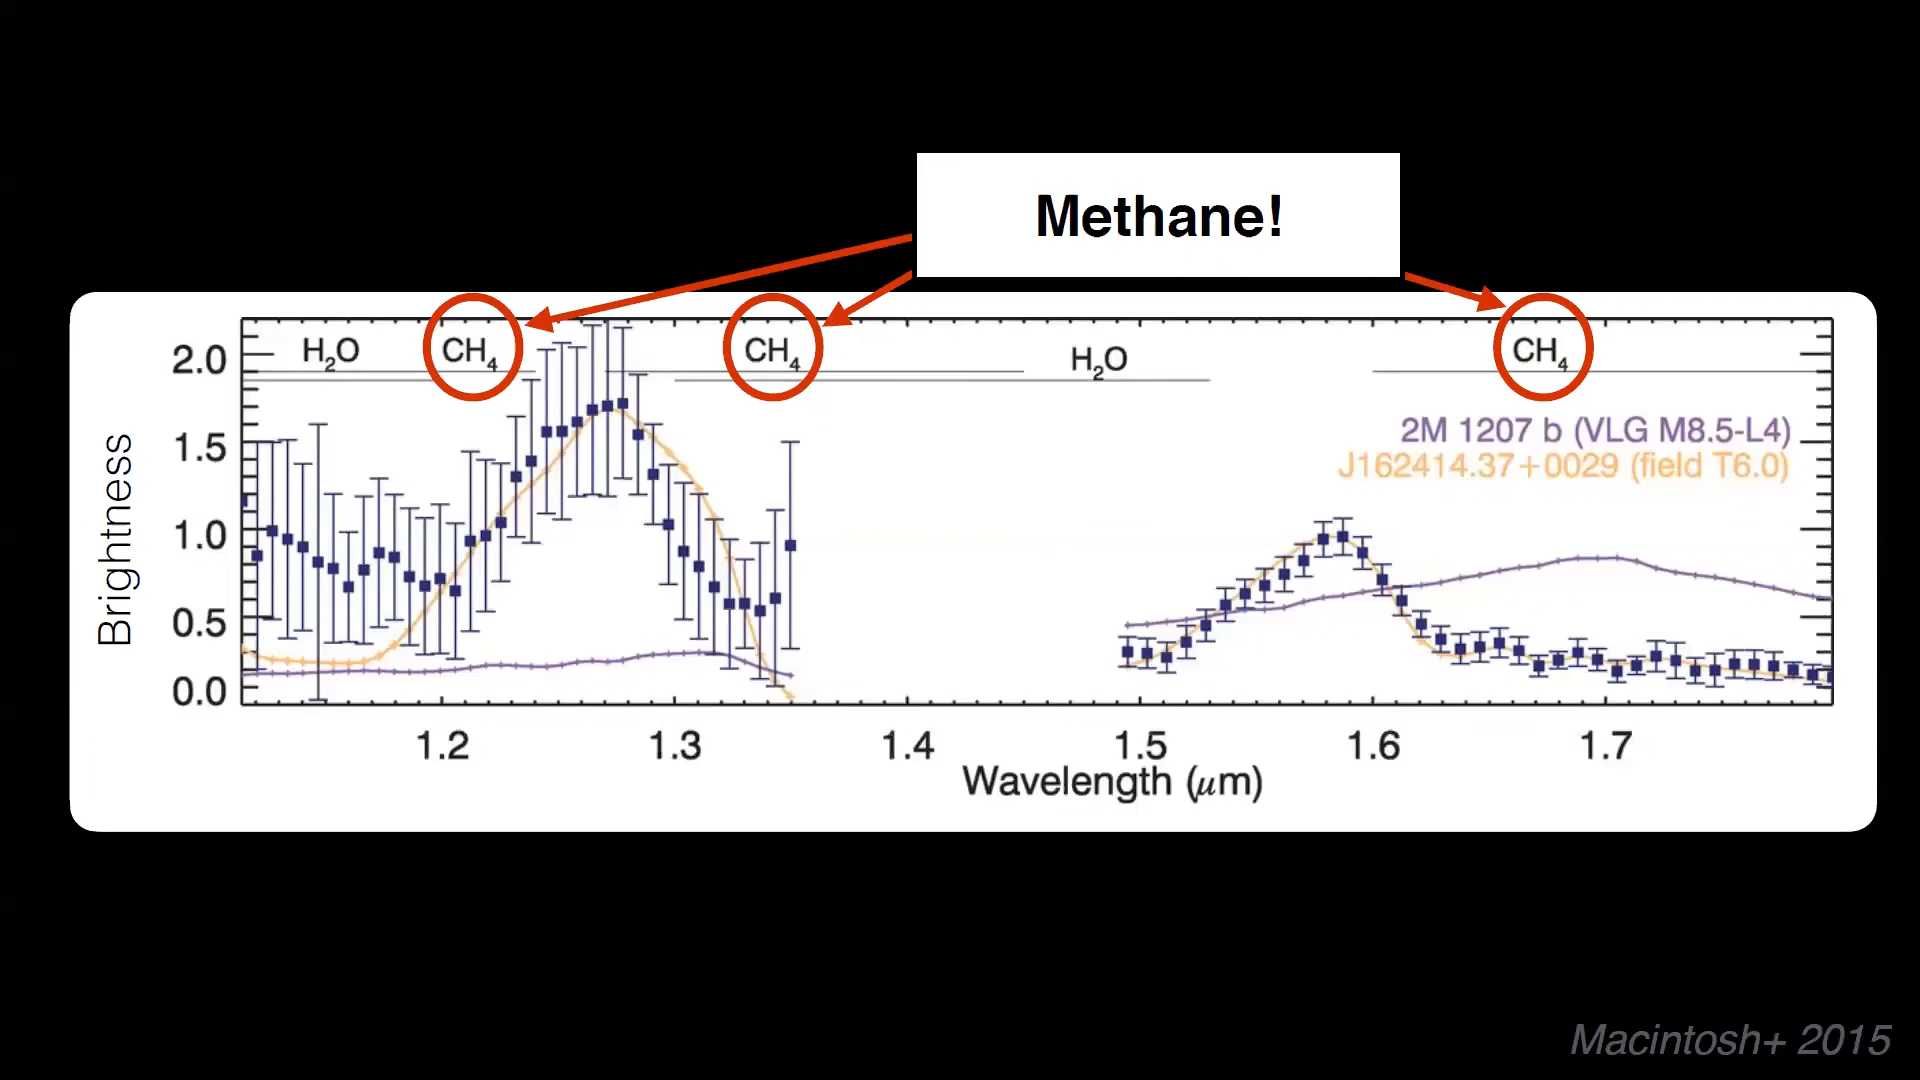 Methane!
H₂O
CH₄
CH₄
H₂O
CH₄
2M 1207 b (VLG M8.5-L4)
J162414.37+0029 (field T6.0)
Brightness
2.0
1.5
1.0
0.5
0.0
1.2 1.3 1.4 1.5 1.6 1.7
Wavelength (μm)
Macintosh+ 2015